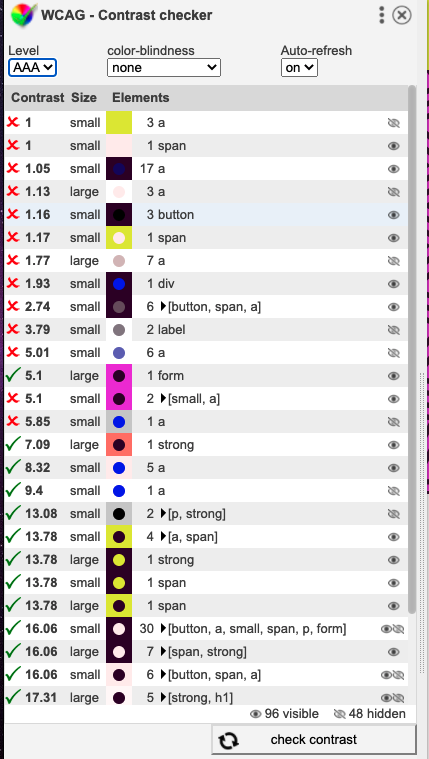 WCAG - Contrast checker
Level color-blindness Auto-refresh
AAA none on
Contrast Size Elements
1 small 3 a
1 small 1 span
1.05 small 17 a
1.13 large 3 a
1.16 small 3 button
1.17 small 1 span
1.77 large 7 a
1.93 small 1 div
2.74 small 6 [button, span, a]
3.79 small 2 label
5.01 small 6 a
5.1 large 1 form
5.1 small 2 [small, a]
5.85 small 1 a
7.09 large 1 strong
8.32 small 5 a
9.4 small 1 a
13.08 small 2 [p, strong]
13.78 small 4 [a, span]
13.78 large 1 strong
13.78 small 1 span
13.78 large 1 span
16.06 small 30 [button, a, small, span, p, form]
16.06 large 7 [span, strong]
16.06 small 6 [button, span, a]
17.31 large 5 [strong, h1]
96 visible 48 hidden
check contrast